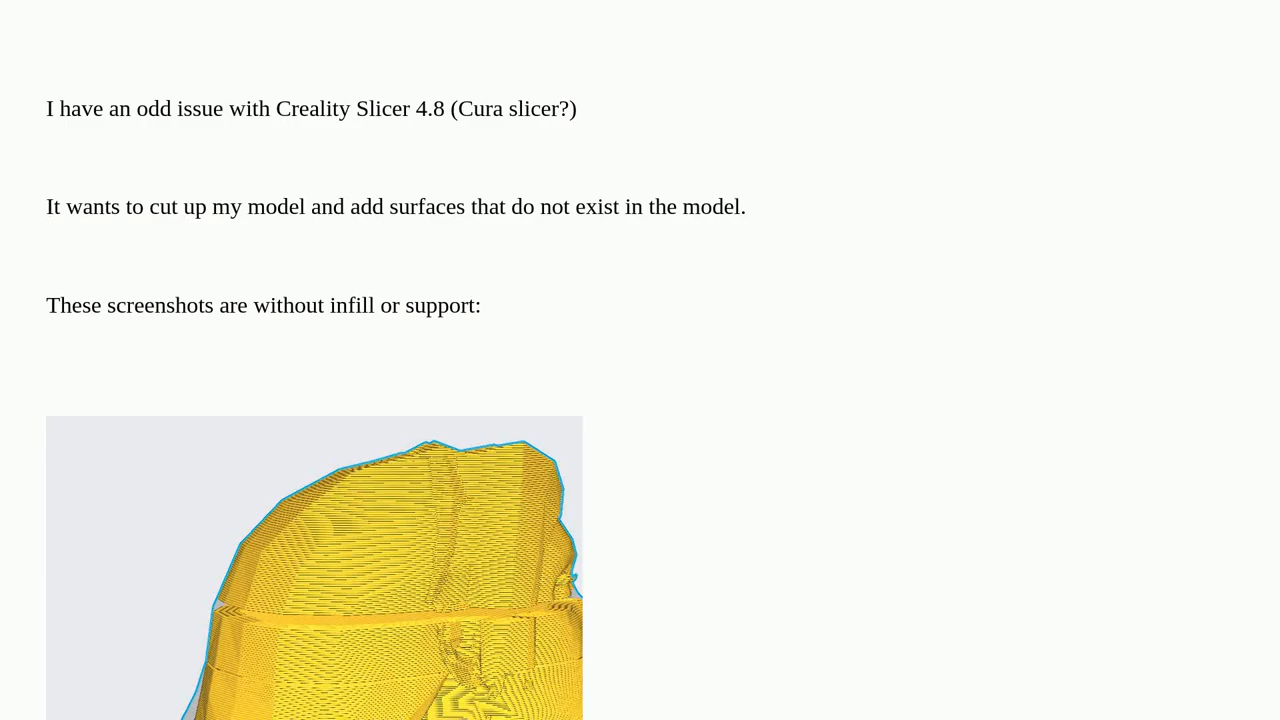 I have an odd issue with Creality Slicer 4.8 (Cura slicer?)
It wants to cut up my model and add surfaces that do not exist in the model.
These screenshots are without infill or support: